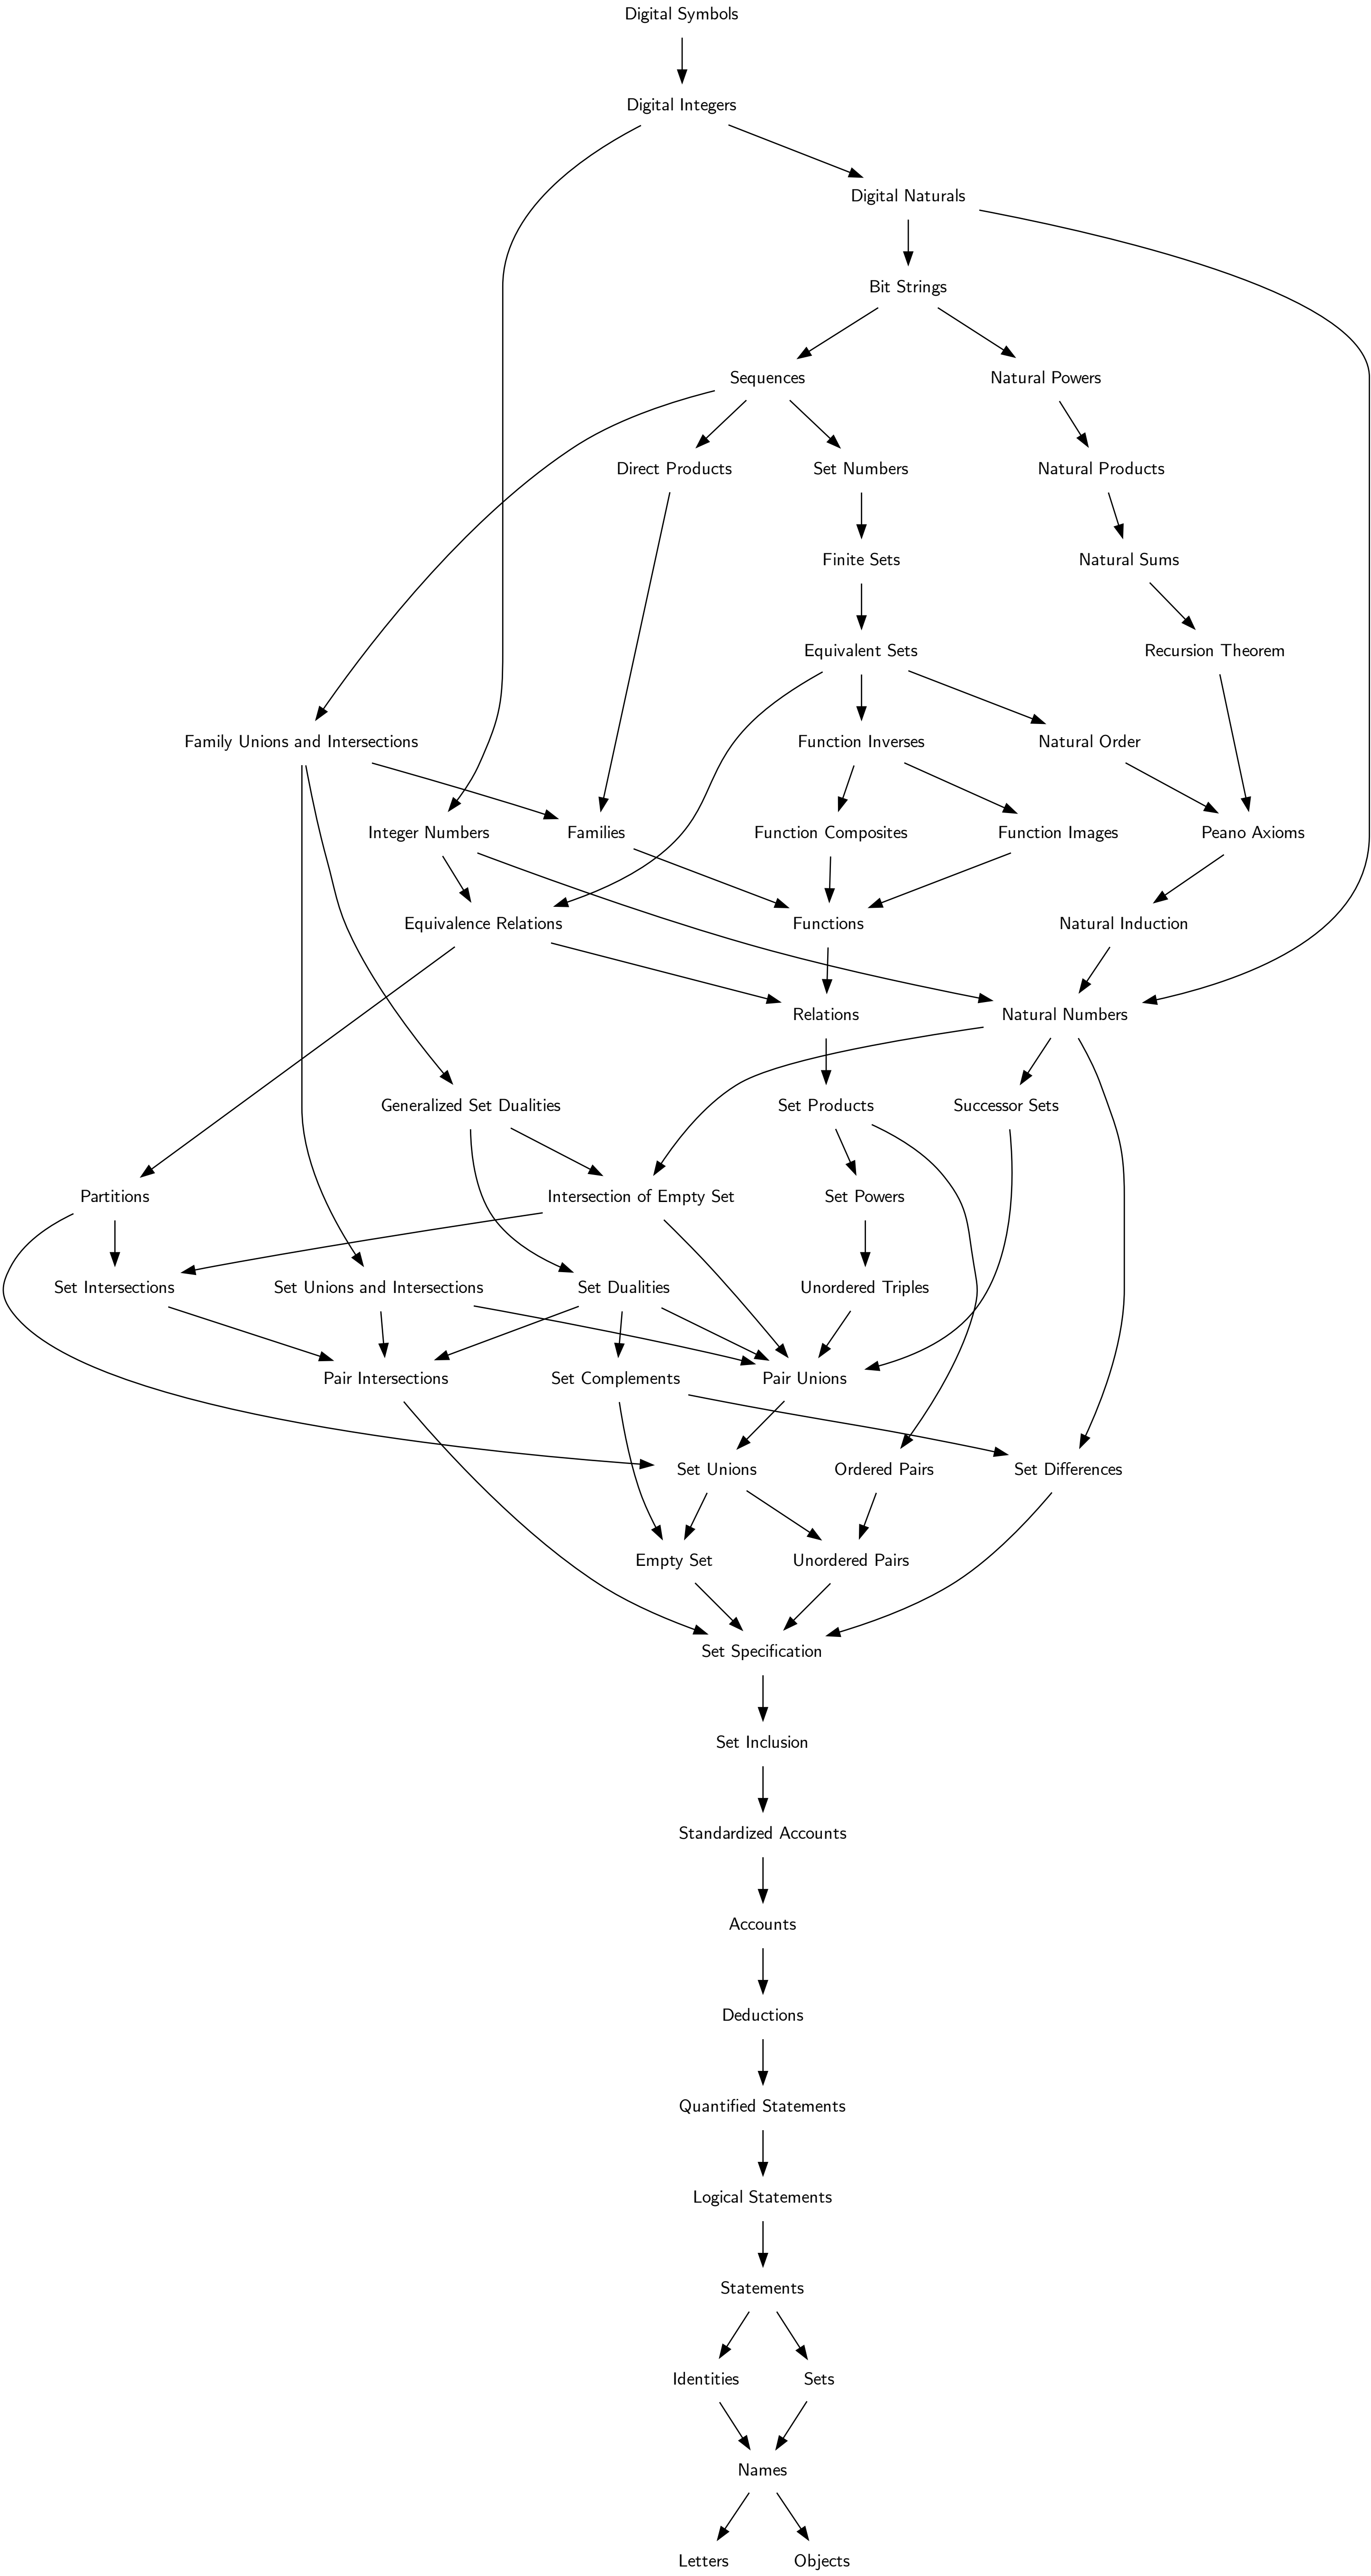 Digital Symbols
Digital Integers
Digital Naturals
Bit Strings
Sequences
Natural Powers
Direct Products
Set Numbers
Natural Products
Finite Sets
Natural Sums
Equivalent Sets
Recursion Theorem
Family Unions and Intersections
Function Inverses
Natural Order
Integer Numbers
Families
Function Composites
Function Images
Peano Axioms
Equivalence Relations
Functions
Natural Induction
Relations
Natural Numbers
Generalized Set Dualities
Set Products
Successor Sets
Partitions
Intersection of Empty Set
Set Powers
Set Intersections
Set Unions and Intersections
Set Dualities
Unordered Triples
Pair Intersections
Set Complements
Pair Unions
Set Unions
Ordered Pairs
Set Differences
Empty Set
Unordered Pairs
Set Specification
Set Inclusion
Standardized Accounts
Accounts
Deductions
Quantified Statements
Logical Statements
Statements
Identities
Sets
Names
Letters
Objects